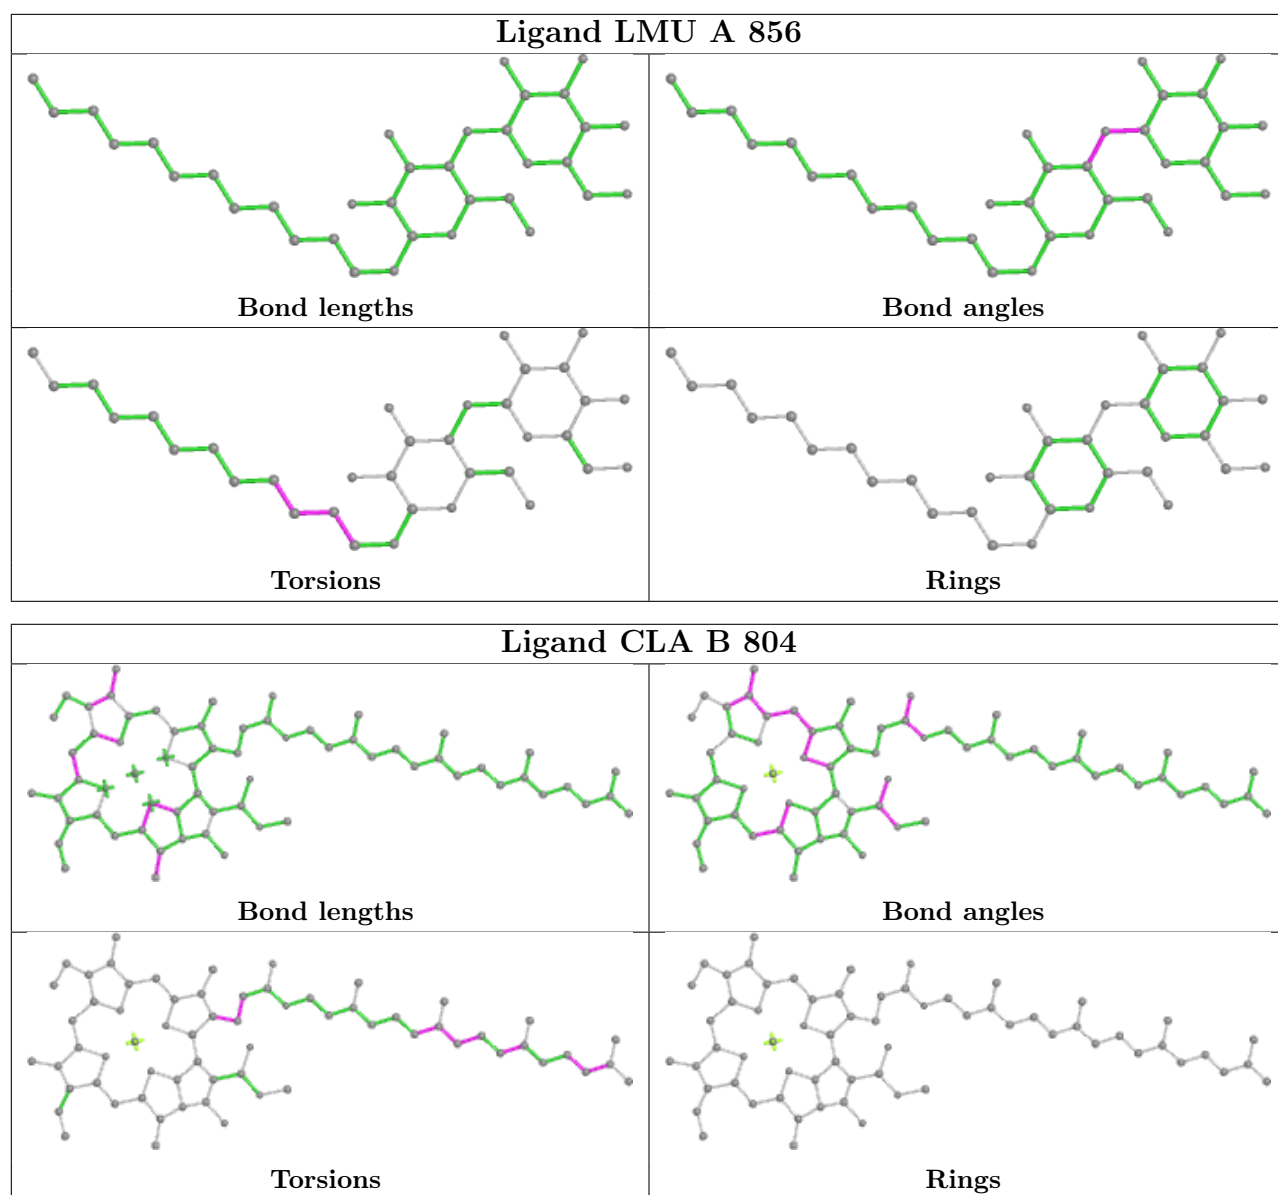 Ligand LMU A 856
Bond lengths
Bond angles
Torsions
Rings
Ligand CLA B 804
Bond lengths
Bond angles
Torsions
Rings